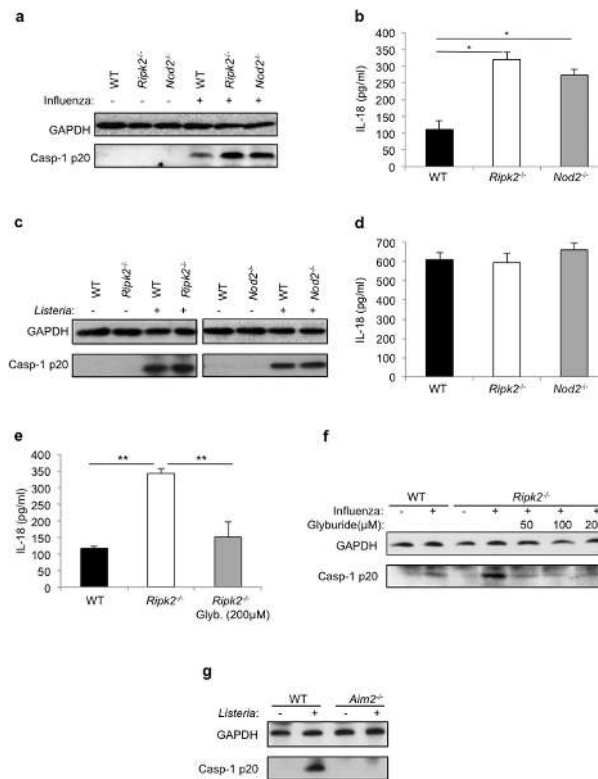 a
WT
Ripk2-/-
Nod2-/-
WT
Ripk2-/-
Nod2-/-
Influenza: - - - + + +
GAPDH
Casp-1 p20
b
IL-18 (pg/ml)
400
350
300
250
200
150
100
50
0
*
*
WT Ripk2-/- Nod2-/-
c
WT
Ripk2-/-
WT
Ripk2-/-
WT
Nod2-/-
WT
Nod2-/-
Listeria: - - + + - - + +
GAPDH
Casp-1 p20
d
IL-18 (pg/ml)
800
700
600
500
400
300
200
100
0
WT Ripk2-/- Nod2-/-
e
IL-18 (pg/ml)
400
350
300
250
200
150
100
50
0
** **
WT Ripk2-/- Ripk2-/-
Glyb. (200µM)
f
WT Ripk2-/-
Influenza: - + - + + + +
Glyburide(µM): 50 100 20
GAPDH
Casp-1 p20
g
WT Aim2-/-
Listeria: - + - +
GAPDH
Casp-1 p20